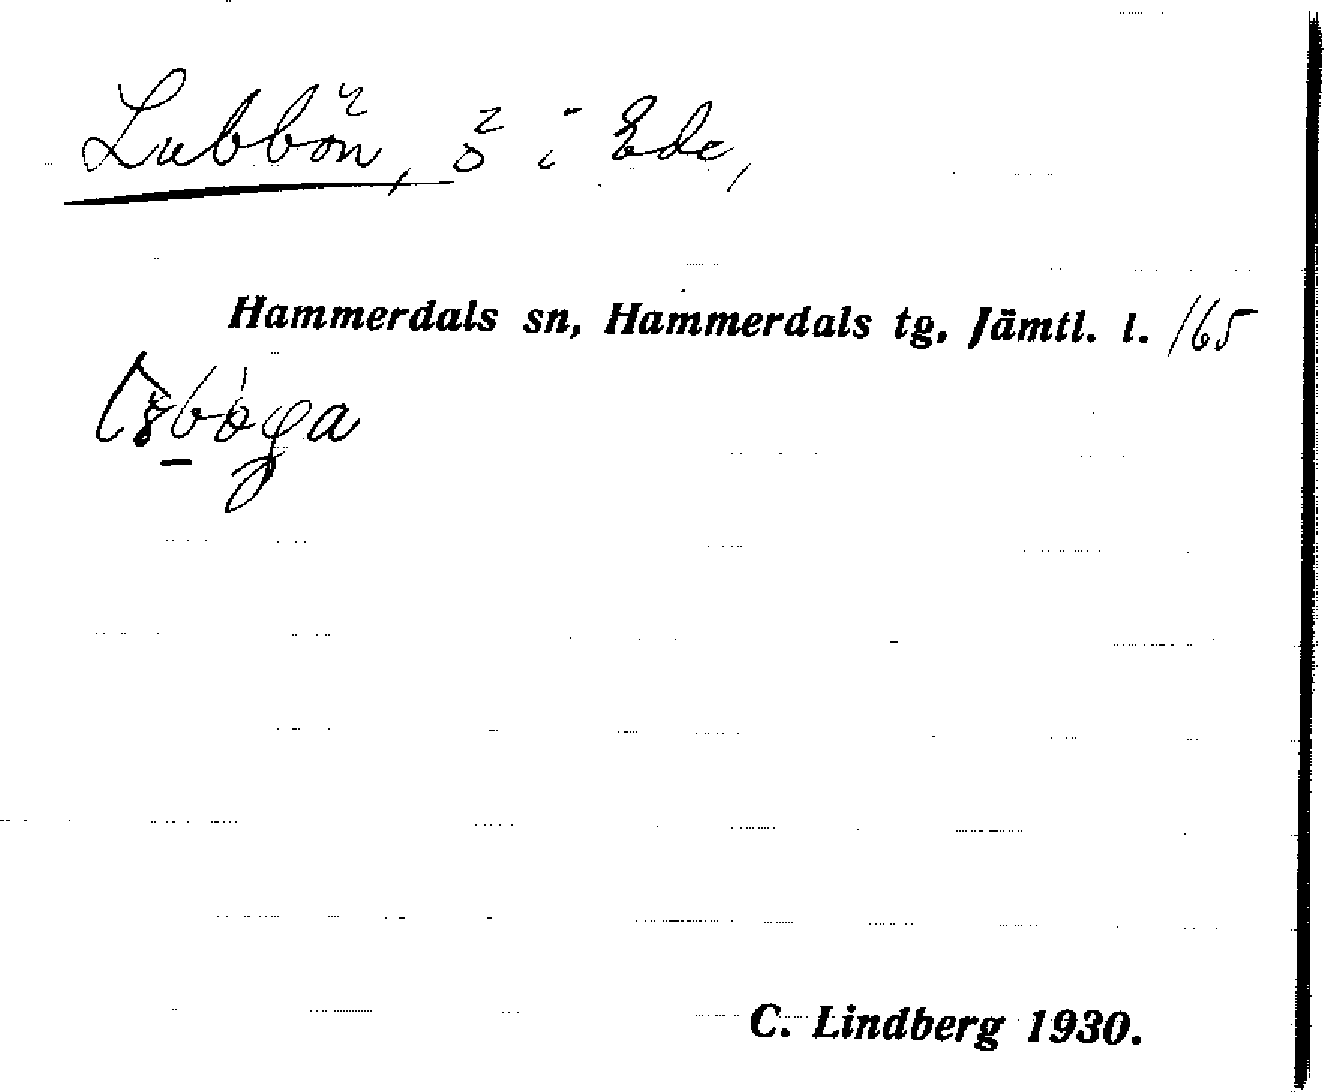 Lubbön, ö i Ede,
Hammerdals sn, Hammerdals tg, Jämtl. l. 165
C. Lindberg 1930.